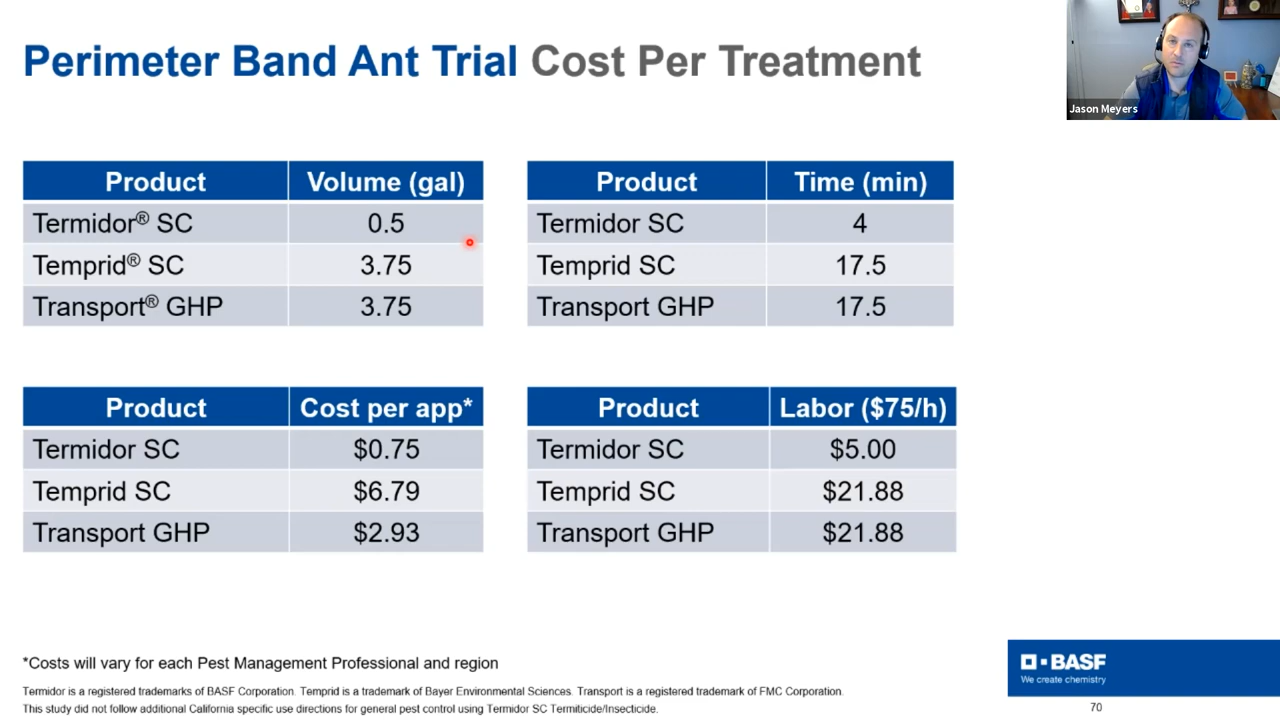 Perimeter Band Ant Trial Cost Per Treatment
Jason Meyers
Product Volume (gal)
Termidor® SC 0.5
Temprid® SC 3.75
Transport® GHP 3.75
Product Time (min)
Termidor SC 4
Temprid SC 17.5
Transport GHP 17.5
Product Cost per app*
Termidor SC $0.75
Temprid SC $6.79
Transport GHP $2.93
Product Labor ($75/h)
Termidor SC $5.00
Temprid SC $21.88
Transport GHP $21.88
*Costs will vary for each Pest Management Professional and region
Termidor is a registered trademarks of BASF Corporation. Temprid is a trademark of Bayer Environmental Sciences. Transport is a registered trademark of FMC Corporation.
This study did not follow additional California specific use directions for general pest control using Termidor SC Termiticide/Insecticide.
BASF
We create chemistry
70